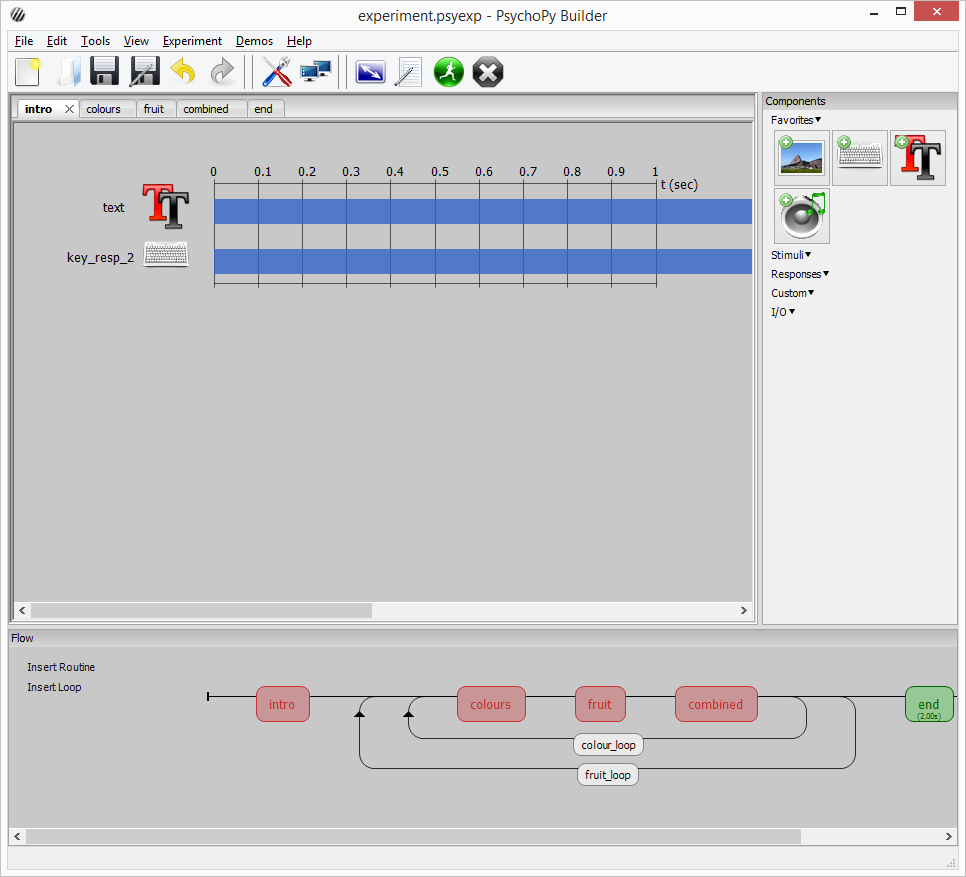 experiment.psyexp - PsychoPy Builder
File Edit Tools View Experiment Demos Help
intro colours fruit combined end
Components
Favorites
Stimuli
Responses
Custom
I/O
0 0.1 0.2 0.3 0.4 0.5 0.6 0.7 0.8 0.9 1
t (sec)
text
key_resp_2
Flow
Insert Routine
Insert Loop
intro colours fruit combined end
(2.00s)
colour_loop
fruit_loop